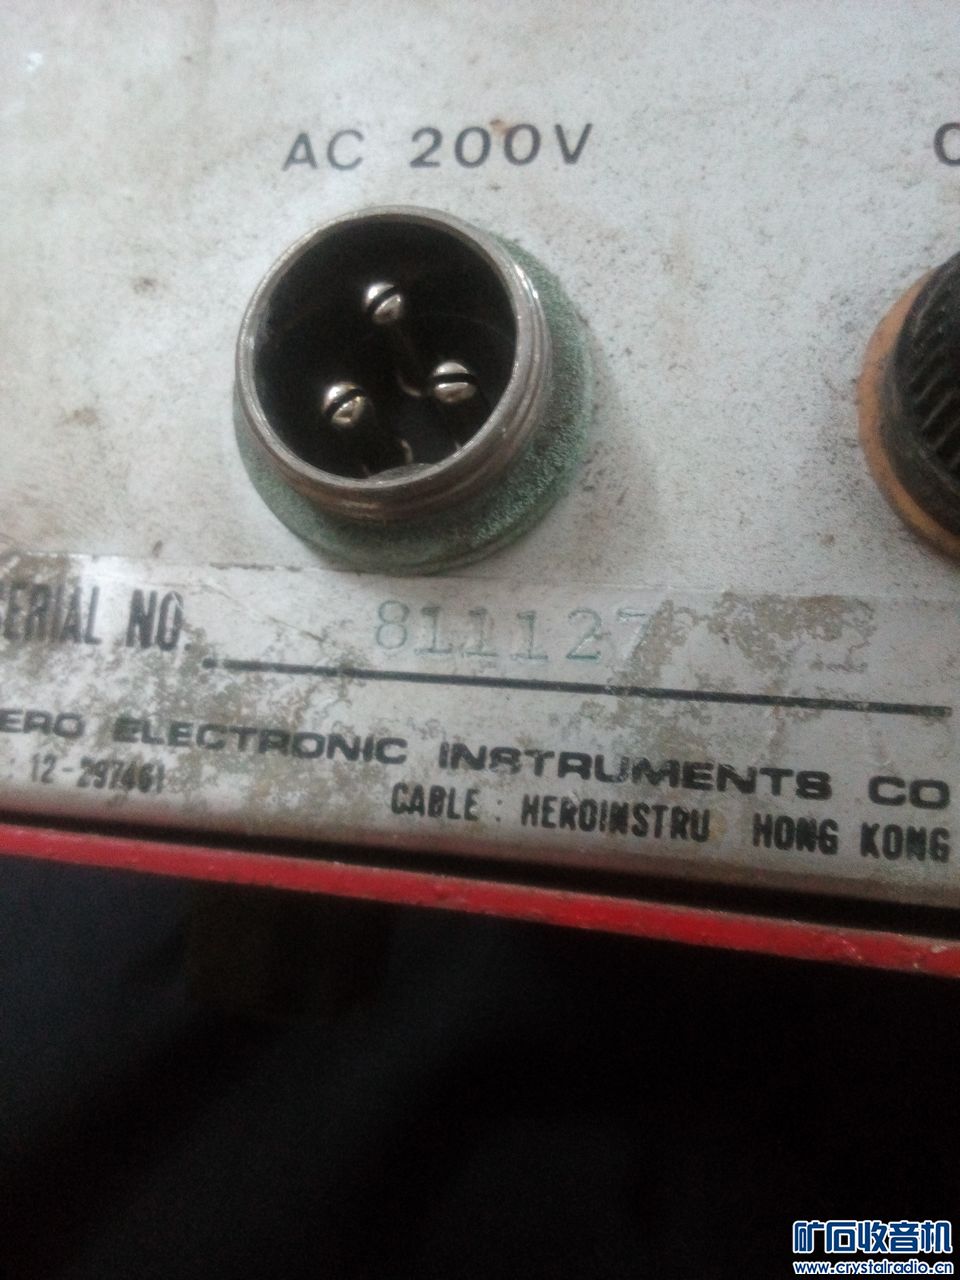 AC 200V
SERIAL NO. 811127
ERO ELECTRONIC INSTRUMENTS CO
: 12-297461
CABLE : HEROINSTRU HONG KONG
矿石收音机
www.crystalradio.cn